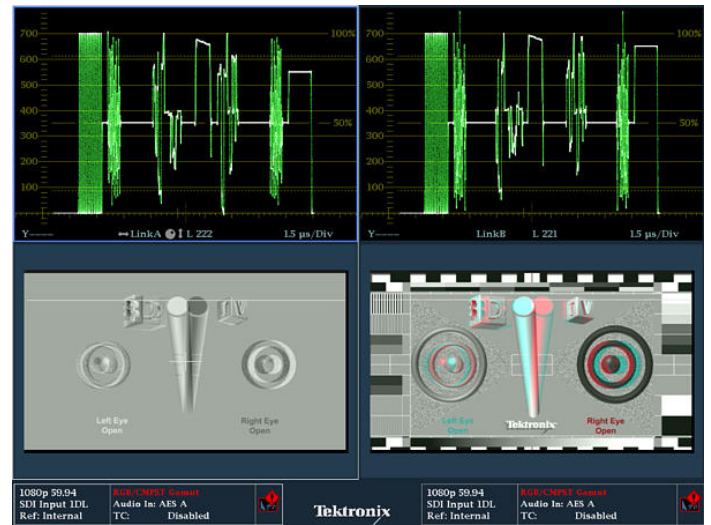 700
600
500
400
300
200
100
100%
50%
Y----
LinkA
L 222
1.5 µs/Div
700
600
500
400
300
200
100
100%
50%
Y----
LinkB
L 221
1.5 µs/Div
3D TV
Left Eye
Open
Right Eye
Open
3D TV
Left Eye
Open
Tektronix
Right Eye
Open
1080p 59.94
SDI Input 1DL
Ref: Internal
RGB/CMPST Gamut
Audio In: AES A
TC: Disabled
Tektronix
1080p 59.94
SDI Input 1DL
Ref: Internal
RGB/CMPST Gamut
Audio In: AES A
TC: Disabled